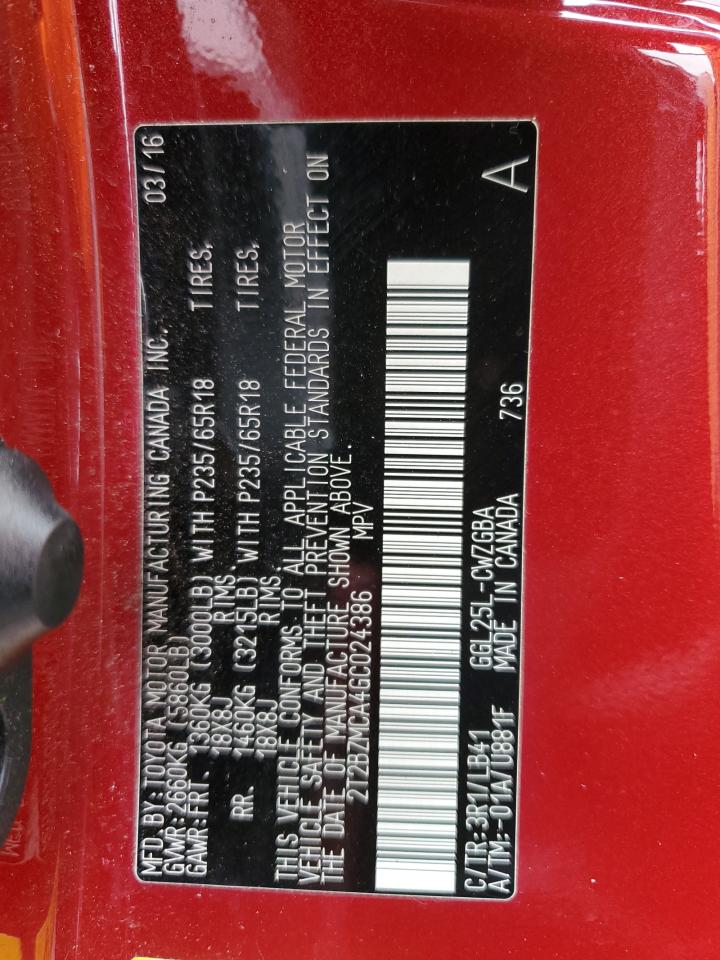 MFD.BY:TOYOTA MOTOR MANUFACTURING CANADA INC. 03/16
GVWR:2660KG (5860LB)
GAWR:FRT. 1360KG (3000LB) WITH P235/65R18 TIRES,
18X8J RIMS.
RR. 1460KG (3215LB) WITH P235/65R18 TIRES,
18X8J RIMS.
THIS VEHICLE CONFORMS TO ALL APPLICABLE FEDERAL MOTOR
VEHICLE SAFETY AND THEFT PREVENTION STANDARDS IN EFFECT ON
THE DATE OF MANUFACTURE SHOWN ABOVE.
2T2BZMCA4GC024386 MPV
C/TR:3R1/LB41 GGL25L-CWZGBA
A/TM:-01A/U881F MADE IN CANADA 736 A